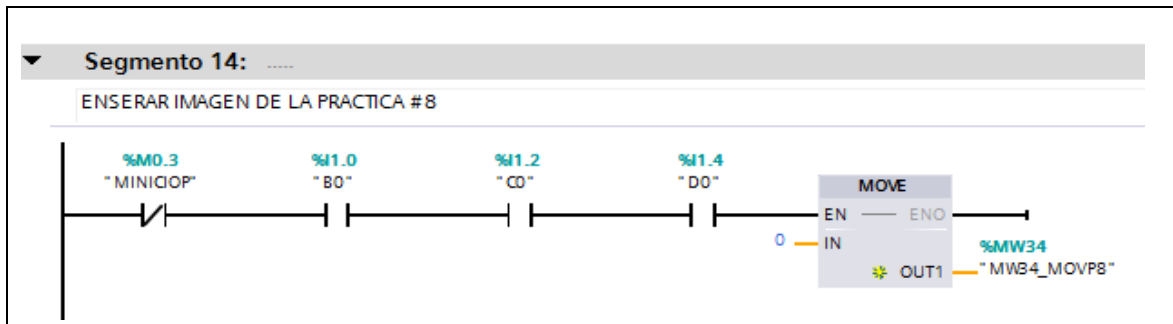 Segmento 14: .....
ENSERAR IMAGEN DE LA PRACTICA #8
%M0.3 %I1.0 %I1.2 %I1.4
"MINICIOP" "B0" "C0" "D0"
MOVE
EN ENO
0 IN
%MW34
OUT1 "MW34_MOVP8"